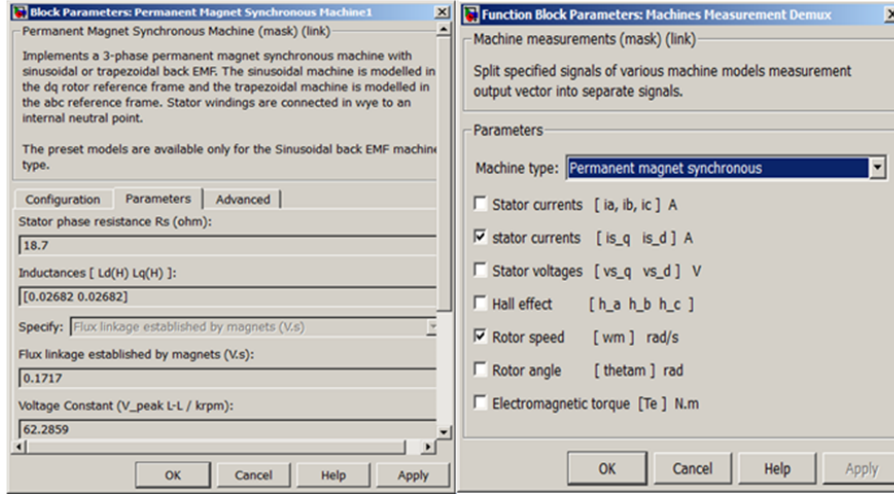 Block Parameters: Permanent Magnet Synchronous Machine1
Permanent Magnet Synchronous Machine (mask) (link)
Implements a 3-phase permanent magnet synchronous machine with
sinusoidal or trapezoidal back EMF. The sinusoidal machine is modelled in
the dq rotor reference frame and the trapezoidal machine is modelled in
the abc reference frame. Stator windings are connected in wye to an
internal neutral point.
The preset models are available only for the Sinusoidal back EMF machine
type.
Configuration Parameters Advanced
Stator phase resistance Rs (ohm):
18.7
Inductances [ Ld(H) Lq(H) ]:
[0.02682 0.02682]
Specify: Flux linkage established by magnets (V.s)
Flux linkage established by magnets (V.s):
0.1717
Voltage Constant (V_peak L-L / krpm):
62.2859
OK Cancel Help Apply
Function Block Parameters: Machines Measurement Demux
Machine measurements (mask) (link)
Split specified signals of various machine models measurement
output vector into separate signals.
Parameters
Machine type: Permanent magnet synchronous
Stator currents [ ia, ib, ic ] A
stator currents [ is_q is_d ] A
Stator voltages [ vs_q vs_d ] V
Hall effect [ h_a h_b h_c ]
Rotor speed [ wm ] rad/s
Rotor angle [ thetam ] rad
Electromagnetic torque [Te ] N.m
OK Cancel Help Apply